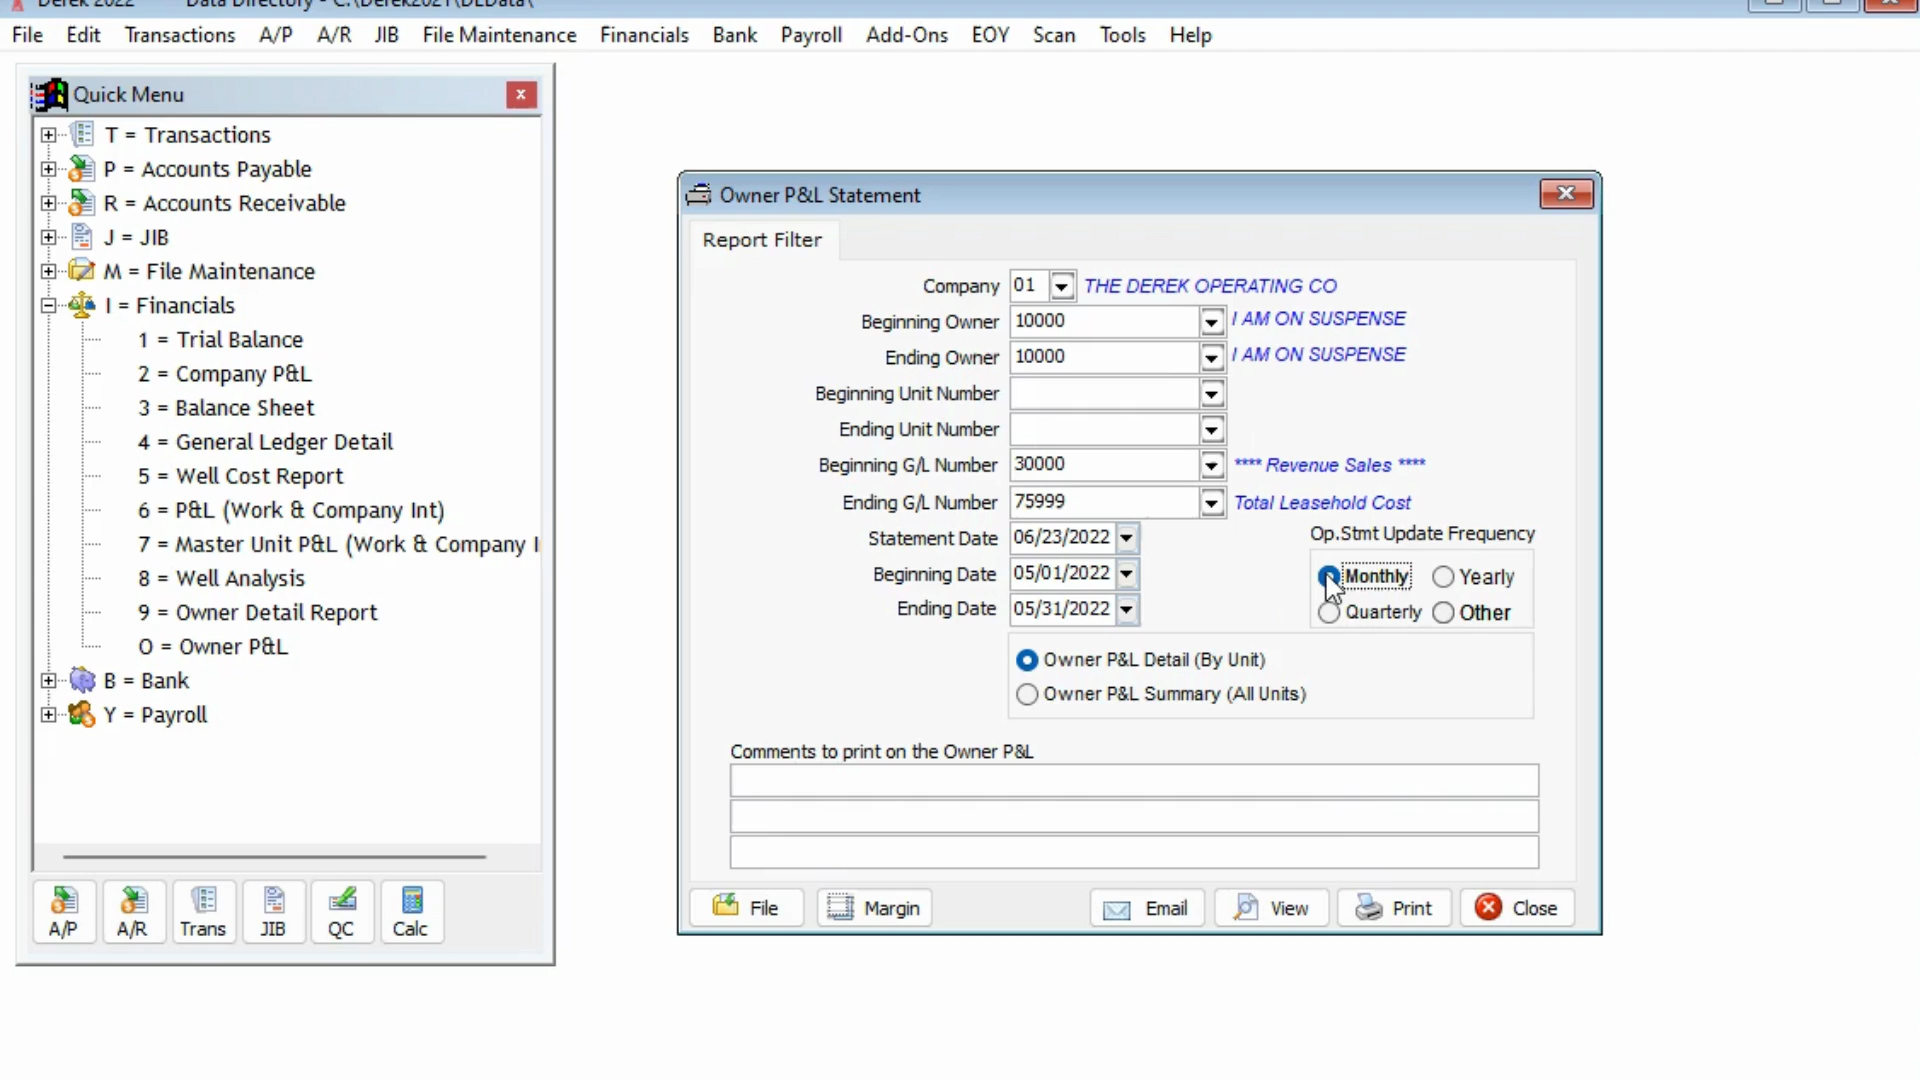 Derek 2022 Data Directory - C:\Derek2021\DEData\
File Edit Transactions A/P A/R JIB File Maintenance Financials Bank Payroll Add-Ons EOY Scan Tools Help
Quick Menu
T = Transactions
P = Accounts Payable
R = Accounts Receivable
J = JIB
M = File Maintenance
I = Financials
1 = Trial Balance
2 = Company P&L
3 = Balance Sheet
4 = General Ledger Detail
5 = Well Cost Report
6 = P&L (Work & Company Int)
7 = Master Unit P&L (Work & Company I
8 = Well Analysis
9 = Owner Detail Report
O = Owner P&L
B = Bank
Y = Payroll
A/P A/R Trans JIB QC Calc
Owner P&L Statement
Report Filter
Company 01 THE DEREK OPERATING CO
Beginning Owner 10000 I AM ON SUSPENSE
Ending Owner 10000 I AM ON SUSPENSE
Beginning Unit Number
Ending Unit Number
Beginning G/L Number 30000 **** Revenue Sales ****
Ending G/L Number 75999 Total Leasehold Cost
Statement Date 06/23/2022
Beginning Date 05/01/2022
Ending Date 05/31/2022
Op.Stmt Update Frequency
Monthly Yearly
Quarterly Other
Owner P&L Detail (By Unit)
Owner P&L Summary (All Units)
Comments to print on the Owner P&L
File Margin Email View Print Close